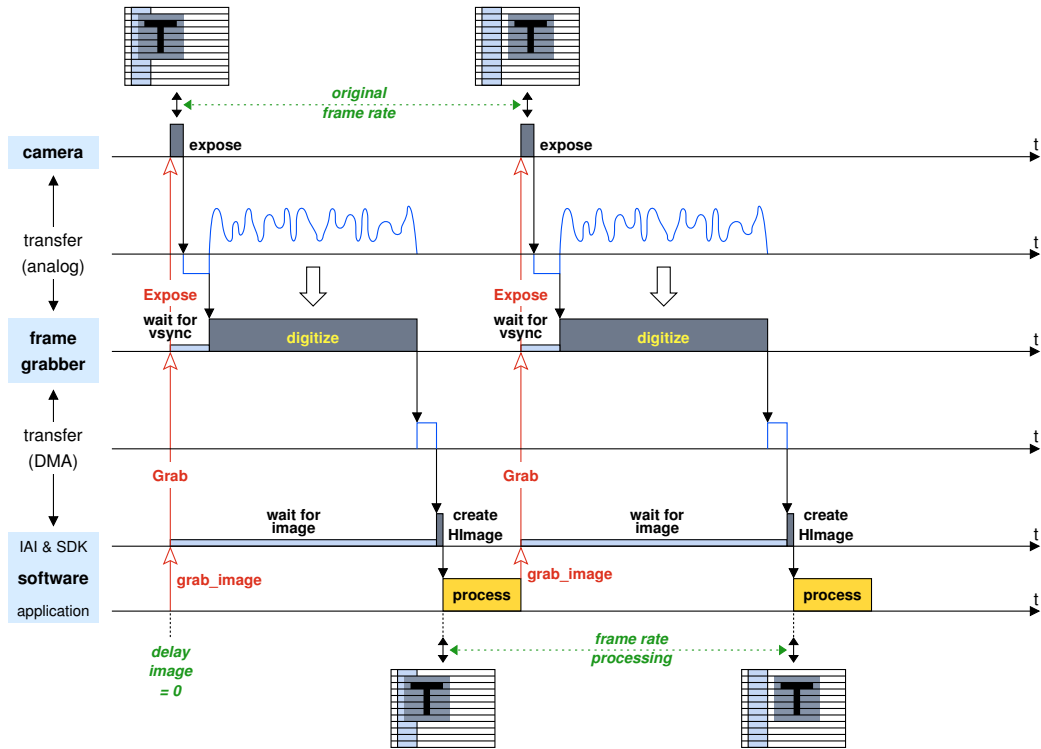 T
T
original
frame rate
expose
expose
camera
t
transfer
(analog)
t
Expose
Expose
wait for
vsync
wait for
vsync
frame
grabber
digitize
digitize
t
transfer
(DMA)
t
Grab
Grab
wait for
image
create
HImage
wait for
image
create
HImage
IAI & SDK
t
software
grab_image
grab_image
application
process
process
t
delay
image
= 0
frame rate
processing
T
T